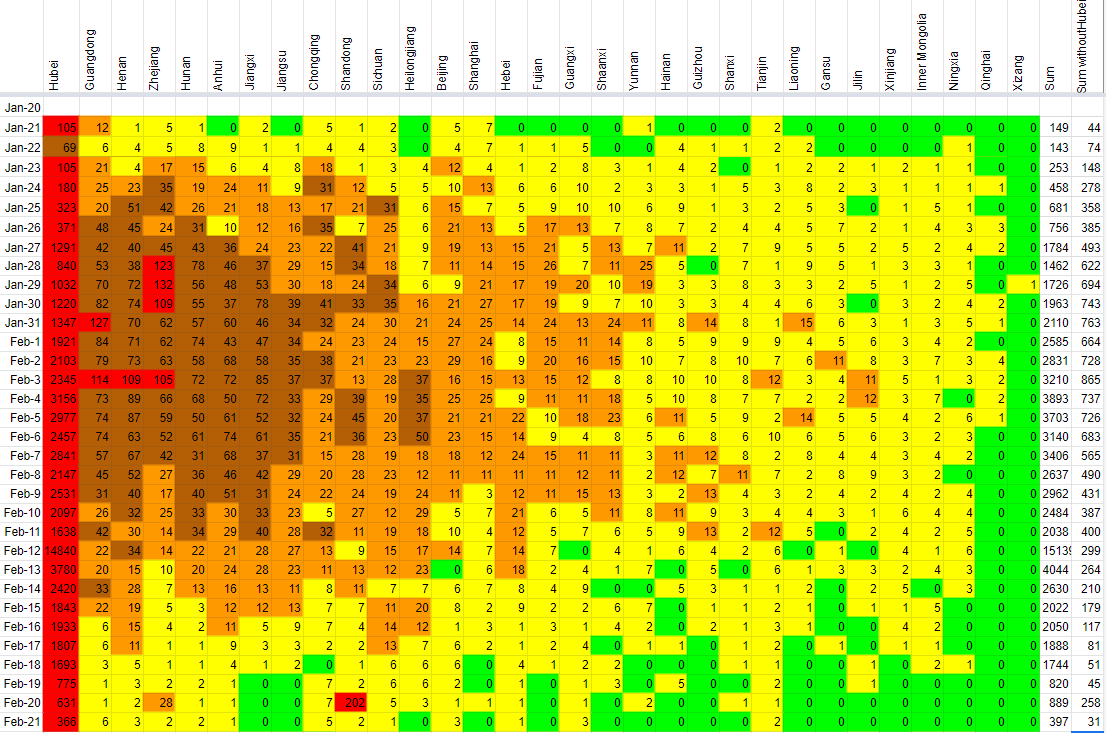 Hubei Guangdong Henan Zhejiang Hunan Anhui Jiangxi Jiangsu Chongqing Shandong Sichuan Heilongjiang Beijing Shanghai Hebei Fujian Guangxi Shaanxi Yunnan Hainan Guizhou Shanxi Tianjin Liaoning Gansu Jilin Xinjiang Inner Mongolia Ningxia Qinghai Xizang Sum Sum withoutHubei
Jan-20
Jan-21 105 12 1 5 1 0 2 0 5 1 2 0 5 7 0 0 0 0 1 0 0 0 2 0 0 0 0 0 0 0 0 149 44
Jan-22 69 6 4 5 8 9 1 1 4 4 3 0 4 7 1 1 5 0 0 4 1 1 2 2 0 0 0 0 1 0 0 143 74
Jan-23 105 21 4 17 15 6 4 8 18 1 3 4 12 4 1 2 8 3 1 4 2 0 1 2 2 1 2 1 1 0 0 253 148
Jan-24 180 25 23 35 19 24 11 9 31 12 5 5 10 13 6 6 10 2 3 3 1 5 3 8 2 3 1 1 1 1 0 458 278
Jan-25 323 20 51 42 26 21 18 13 17 21 31 6 15 7 5 9 10 10 6 9 1 3 2 5 3 0 1 5 1 0 0 681 358
Jan-26 371 48 45 24 31 10 12 16 35 7 25 6 21 13 5 17 13 7 8 2 4 4 5 7 2 1 4 3 3 0 756 385
Jan-27 1291 42 40 45 43 36 24 23 22 41 21 9 19 13 15 21 5 13 7 11 2 7 9 5 5 2 5 4 2 0 1784 493
Jan-28 840 53 38 123 78 46 37 29 15 34 18 7 11 14 15 26 7 11 25 5 0 7 1 9 5 1 3 3 1 0 0 1462 622
Jan-29 1032 70 72 132 56 48 53 30 18 24 34 6 9 21 17 19 20 10 19 3 3 8 3 3 2 5 1 2 5 0 1 1726 694
Jan-30 1220 82 74 109 55 37 78 39 41 33 35 16 21 27 17 19 9 7 10 3 3 4 4 6 3 0 3 2 4 2 0 1963 743
Jan-31 1347 127 70 62 57 60 46 34 32 24 30 21 24 25 14 24 13 24 11 8 14 8 1 15 6 3 1 3 5 1 0 2110 763
Feb-1 1921 84 71 62 74 43 47 34 24 23 24 15 27 24 8 15 11 14 8 5 9 9 9 4 5 6 3 4 2 0 0 2585 664
Feb-2 2103 79 73 63 58 68 58 35 38 21 23 23 29 16 9 20 16 15 10 7 8 10 7 6 11 8 3 7 3 4 0 2831 728
Feb-3 2345 114 109 105 72 72 85 37 37 13 28 37 16 15 13 15 12 8 8 10 10 8 12 3 4 11 5 1 3 2 0 3210 865
Feb-4 3156 73 89 66 68 50 72 33 29 39 19 35 25 25 9 11 11 18 5 10 8 7 7 2 2 12 3 7 0 2 0 3893 737
Feb-5 2977 74 87 59 50 61 52 32 24 45 20 37 21 21 22 10 18 23 6 11 5 9 2 14 5 5 4 2 6 1 0 3703 726
Feb-6 2457 74 63 52 61 74 61 35 21 36 23 50 23 15 14 9 4 8 5 6 8 6 10 6 5 6 3 2 3 0 0 3140 683
Feb-7 2841 57 67 42 31 68 37 31 15 28 19 18 18 12 24 15 11 11 3 11 12 8 2 8 4 4 3 4 2 0 0 3406 565
Feb-8 2147 45 52 27 36 46 42 29 20 28 23 12 11 11 11 11 12 11 2 12 7 11 7 2 8 9 3 2 0 0 0 2637 490
Feb-9 2531 31 40 17 40 51 31 24 22 24 19 24 11 3 12 11 15 13 3 2 13 4 3 2 4 2 4 2 4 0 0 2962 431
Feb-10 2097 26 32 25 33 30 33 23 5 27 12 29 5 7 21 6 5 11 8 11 9 3 4 4 3 1 6 4 4 0 0 2484 387
Feb-11 1638 42 30 14 34 29 40 28 32 11 19 18 10 4 12 5 7 6 5 9 13 2 12 5 0 2 4 2 5 0 0 2038 400
Feb-12 14840 22 34 14 22 21 28 27 13 9 15 17 14 7 14 7 0 4 1 6 4 2 6 0 1 0 4 1 6 0 0 15139 299
Feb-13 3780 20 15 10 20 24 28 23 11 13 12 23 0 6 18 2 4 1 7 0 5 0 3 1 3 2 4 3 0 0 4044 264
Feb-14 2420 33 28 7 13 16 13 11 8 11 7 7 6 7 8 4 9 0 0 5 3 1 1 2 0 2 5 0 2 0 0 2630 210
Feb-15 1843 22 19 5 3 12 12 13 7 7 11 20 8 2 9 2 2 6 7 0 1 1 2 1 0 1 1 5 0 0 0 2022 179
Feb-16 1933 6 15 4 2 11 5 9 7 4 14 12 1 3 1 3 1 4 2 0 2 1 3 1 0 0 4 2 0 0 0 2050 117
Feb-17 1807 6 11 1 1 9 3 3 2 2 13 7 6 2 1 2 4 0 1 1 0 1 1 0 1 0 1 2 0 0 0 1888 81
Feb-18 1693 3 5 1 1 4 1 2 0 1 6 6 6 0 4 1 2 2 0 0 0 1 1 0 0 1 0 2 1 0 0 1744 51
Feb-19 775 1 3 2 2 1 0 0 7 2 6 6 2 0 1 0 1 3 0 5 0 0 2 0 0 1 0 0 0 0 0 820 45
Feb-20 631 1 2 28 1 1 0 0 7 202 5 3 1 1 1 0 3 0 2 0 0 1 1 0 0 0 0 0 0 0 0 889 258
Feb-21 366 6 3 2 2 1 0 0 5 2 1 0 3 0 1 0 3 0 0 0 0 0 2 0 0 0 0 0 0 0 0 397 31